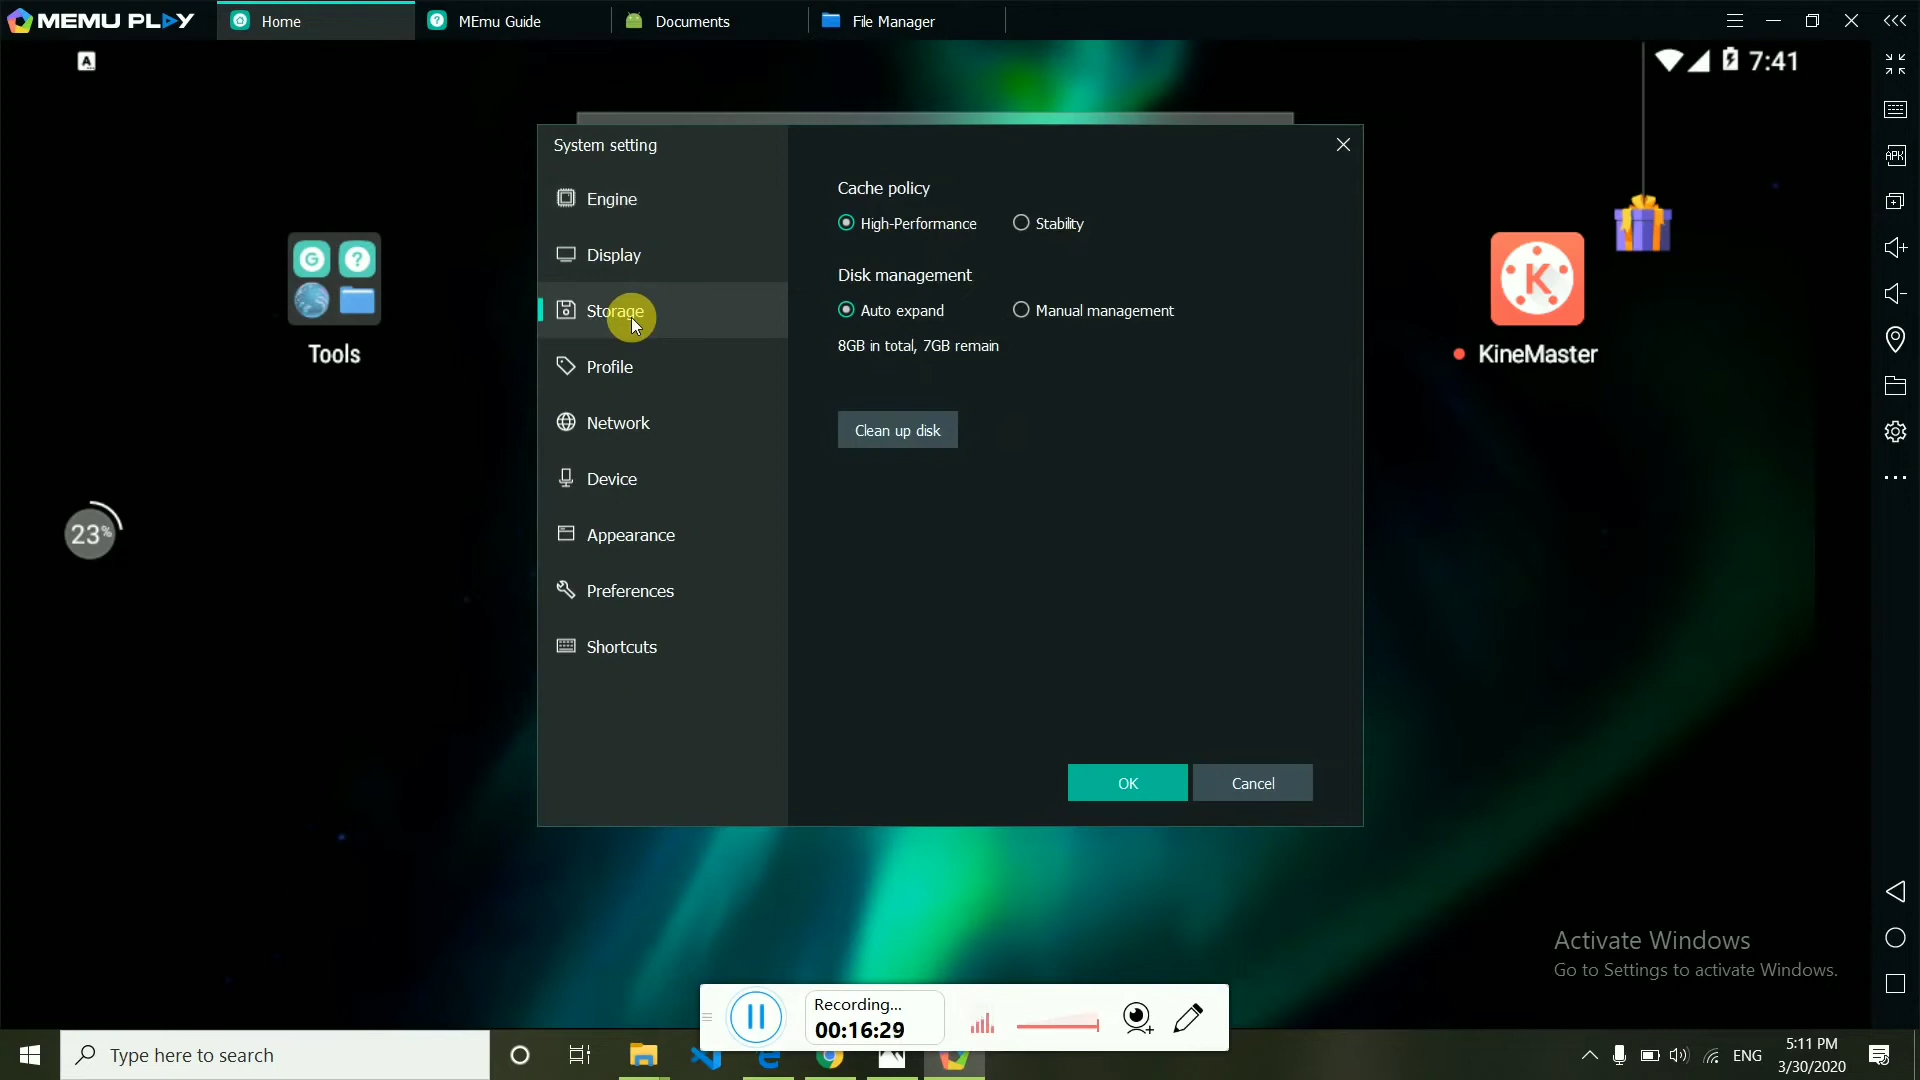 MEMU PLAY
Home
MEmu Guide
Documents
File Manager
A
7:41
System setting
Engine
Display
Storage
Profile
Network
Device
Appearance
Preferences
Shortcuts
Cache policy
High-Performance
Stability
Disk management
Auto expand
Manual management
8GB in total, 7GB remain
Clean up disk
OK
Cancel
G
?
Tools
K
KineMaster
APK
23%
Activate Windows
Go to Settings to activate Windows.
Recording...
00:16:29
Type here to search
ENG
5:11 PM
3/30/2020